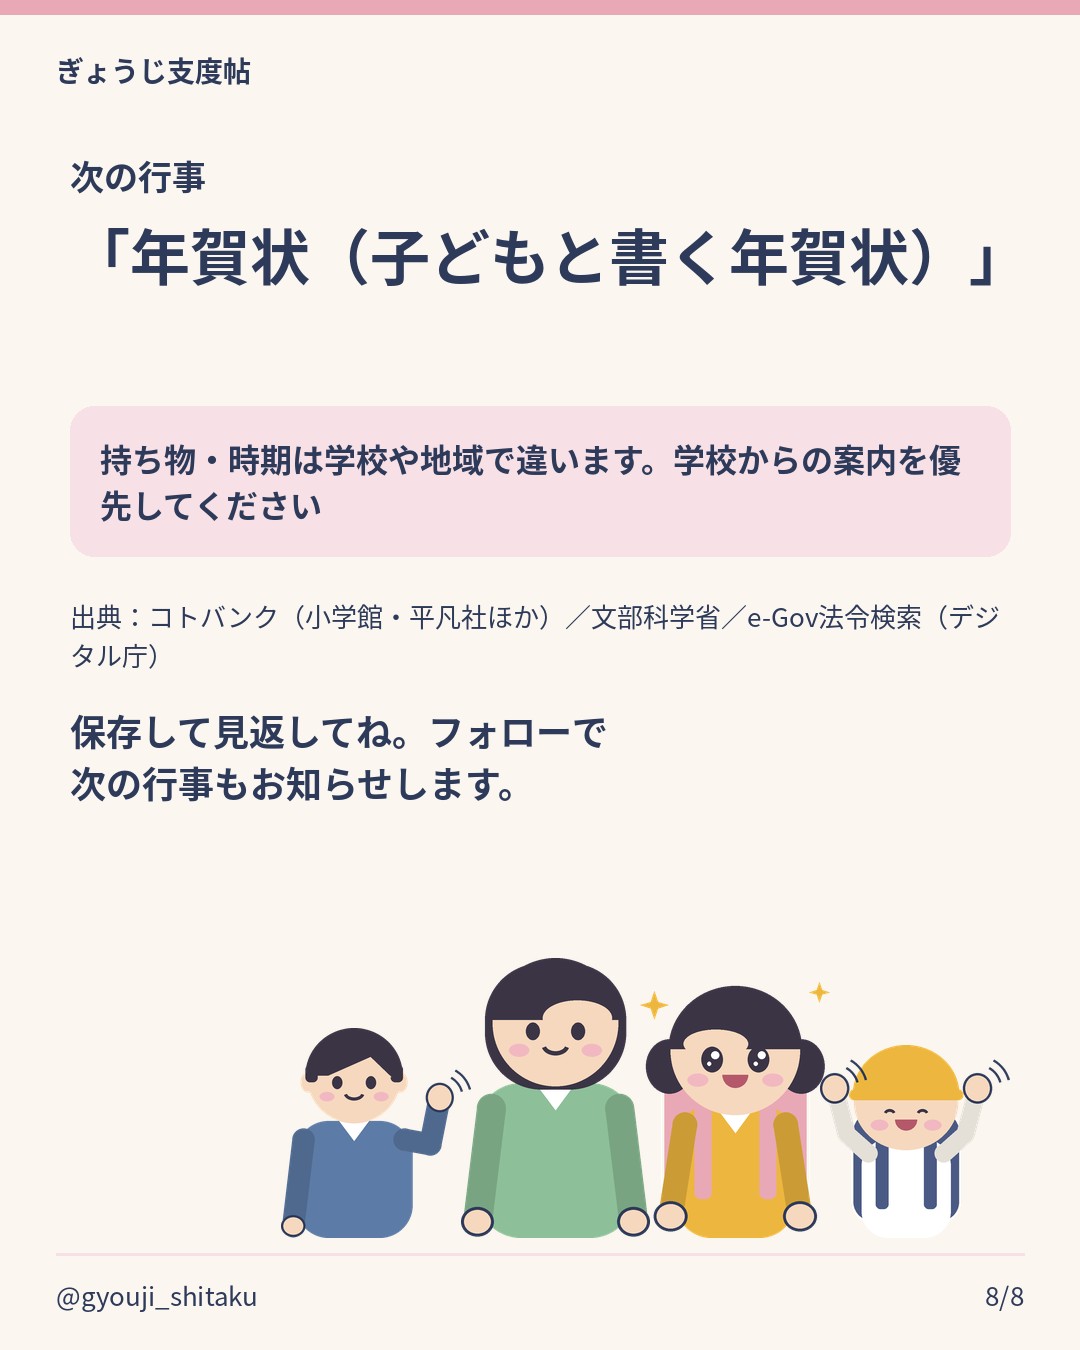 ぎょうじ支度帖
次の行事
「年賀状（子どもと書く年賀状）」
持ち物・時期は学校や地域で違います。学校からの案内を優
先してください
出典：コトバンク（小学館・平凡社ほか）／文部科学省／e-Gov法令検索（デジ
タル庁）
保存して見返してね。フォローで
次の行事もお知らせします。
@gyouji_shitaku
8/8